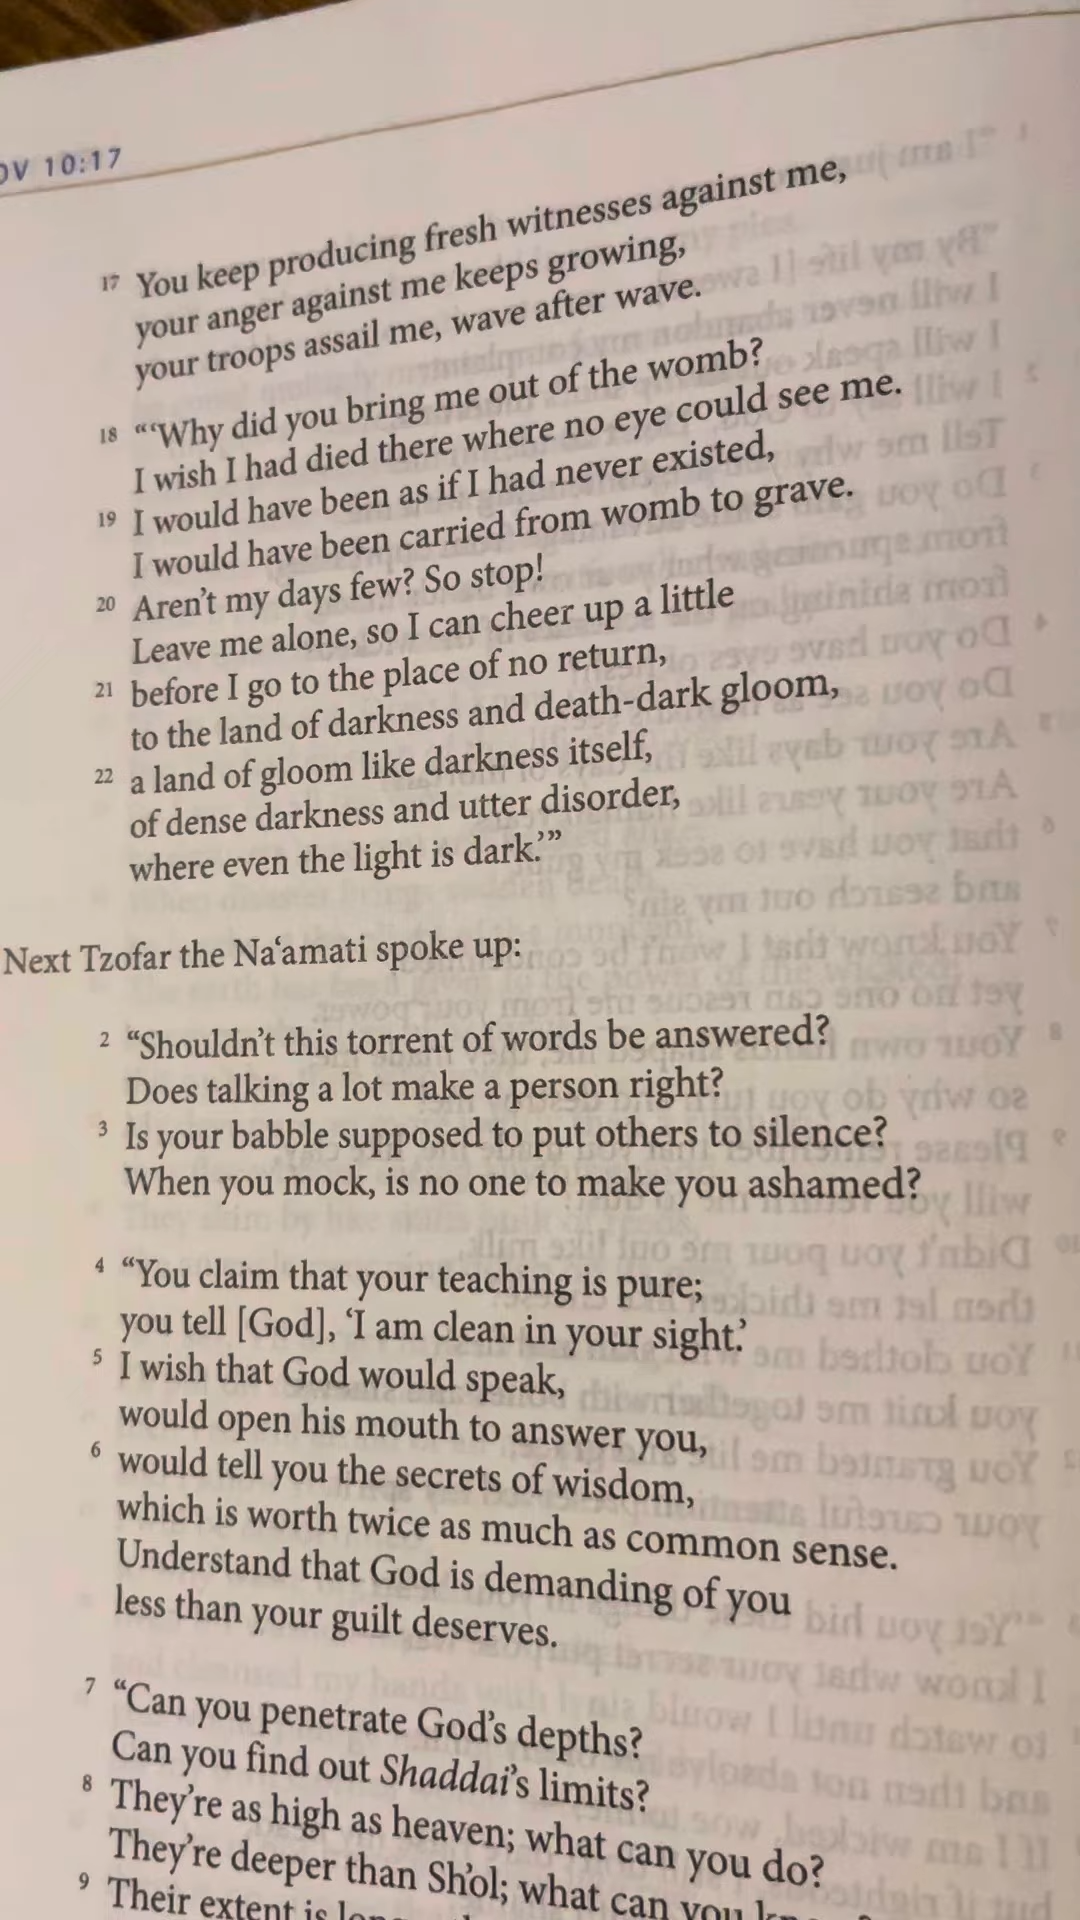 OV 10:17
17 You keep producing fresh witnesses against me,
your anger against me keeps growing,
your troops assail me, wave after wave.
18 “‘Why did you bring me out of the womb?
I wish I had died there where no eye could see me.
19 I would have been as if I had never existed,
I would have been carried from womb to grave.
20 Aren’t my days few? So stop!
Leave me alone, so I can cheer up a little
21 before I go to the place of no return,
to the land of darkness and death-dark gloom,
22 a land of gloom like darkness itself,
of dense darkness and utter disorder,
where even the light is dark.’”
Next Tzofar the Na‘amati spoke up:
2 “Shouldn’t this torrent of words be answered?
Does talking a lot make a person right?
3 Is your babble supposed to put others to silence?
When you mock, is no one to make you ashamed?
4 “You claim that your teaching is pure;
you tell [God], ‘I am clean in your sight.’
5 I wish that God would speak,
would open his mouth to answer you,
6 would tell you the secrets of wisdom,
which is worth twice as much as common sense.
Understand that God is demanding of you
less than your guilt deserves.
7 “Can you penetrate God’s depths?
Can you find out Shaddai’s limits?
8 They’re as high as heaven; what can you do?
They’re deeper than Sh’ol; what can you
9 Their extent is